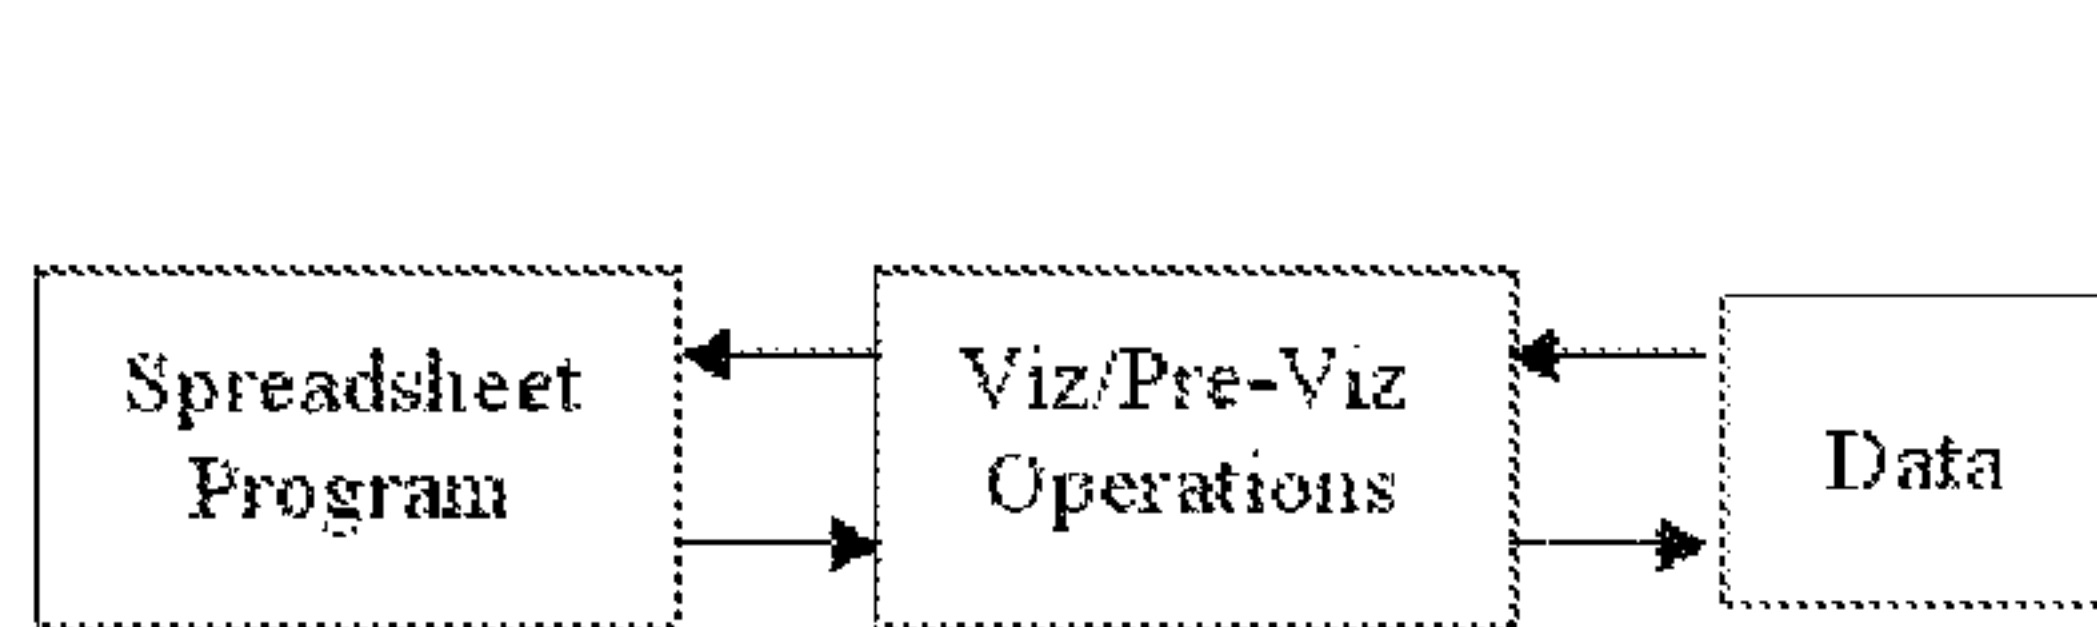 Spreadsheet
Program
Viz/Pre-Viz
Operations
Data